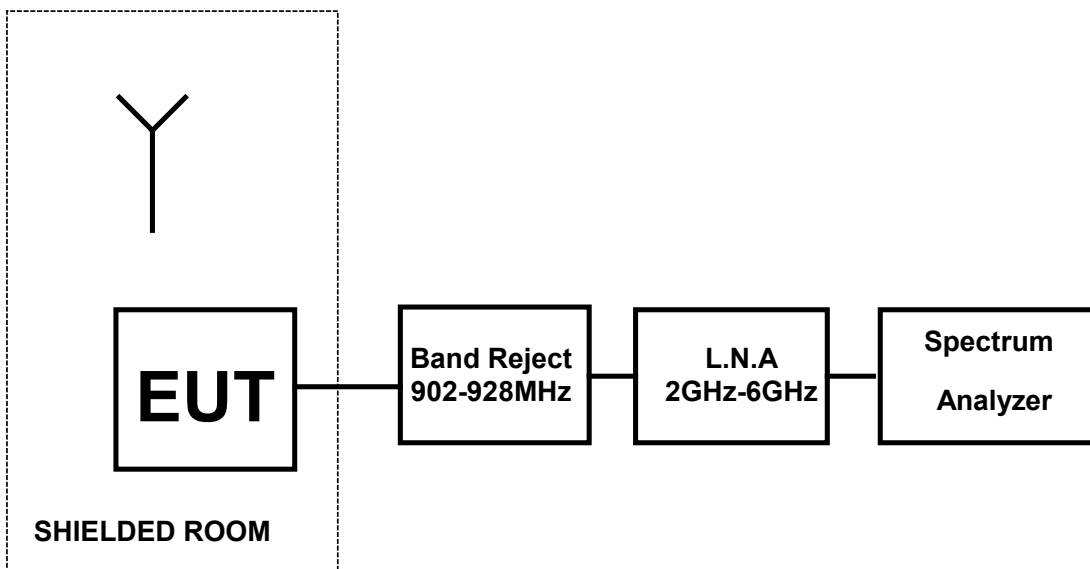 EUT
Band Reject
902-928MHz
L.N.A
2GHz-6GHz
Spectrum
Analyzer
SHIELDED ROOM